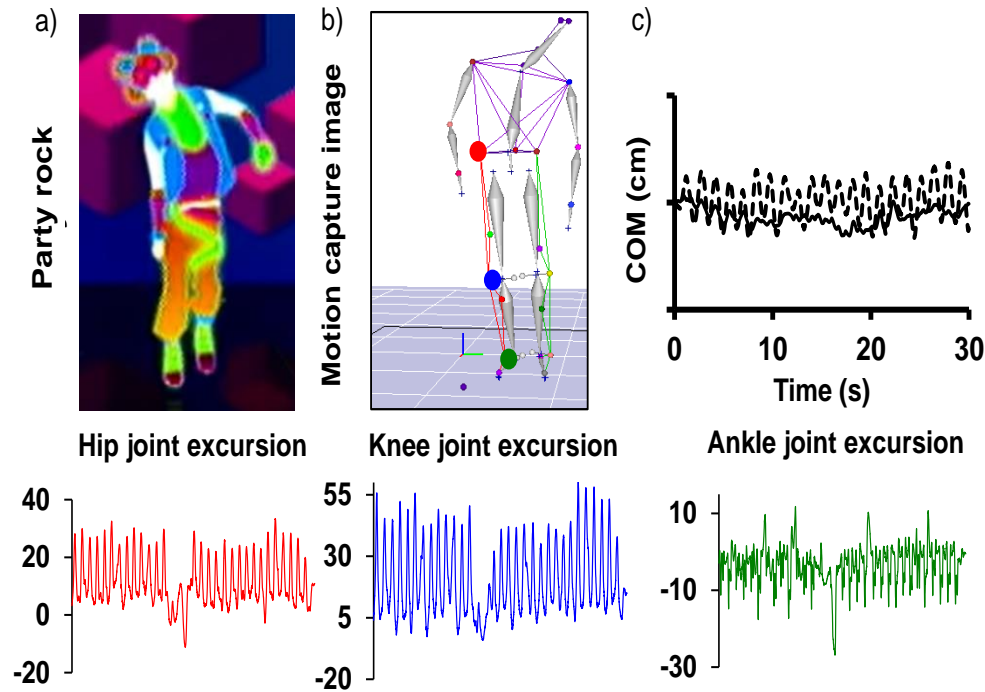 a)
Party rock
b)
Motion capture image
c)
COM (cm)
0
10
20
30
Time (s)
Hip joint excursion
40
20
0
-20
Knee joint excursion
55
30
5
-20
Ankle joint excursion
10
-10
-30